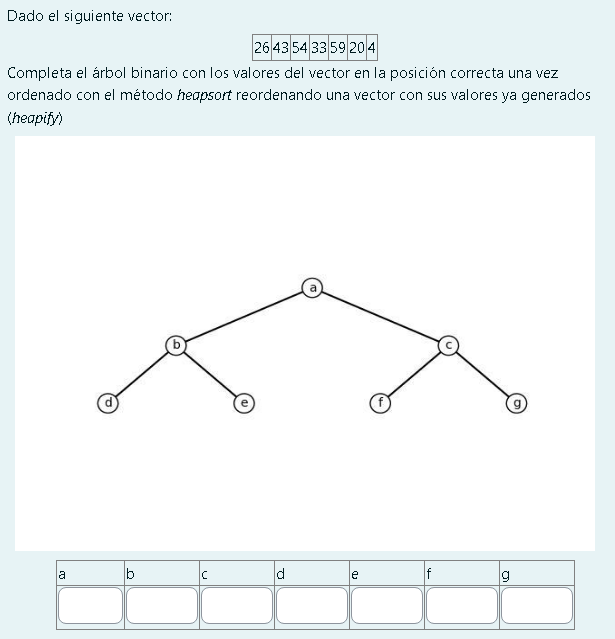 Dado el siguiente vector:
26 43 54 33 59 20 4
Completa el árbol binario con los valores del vector en la posición correcta una vez
ordenado con el método heapsort reordenando una vector con sus valores ya generados
(heapify)
a
b c
d e f g
a b c d e f g